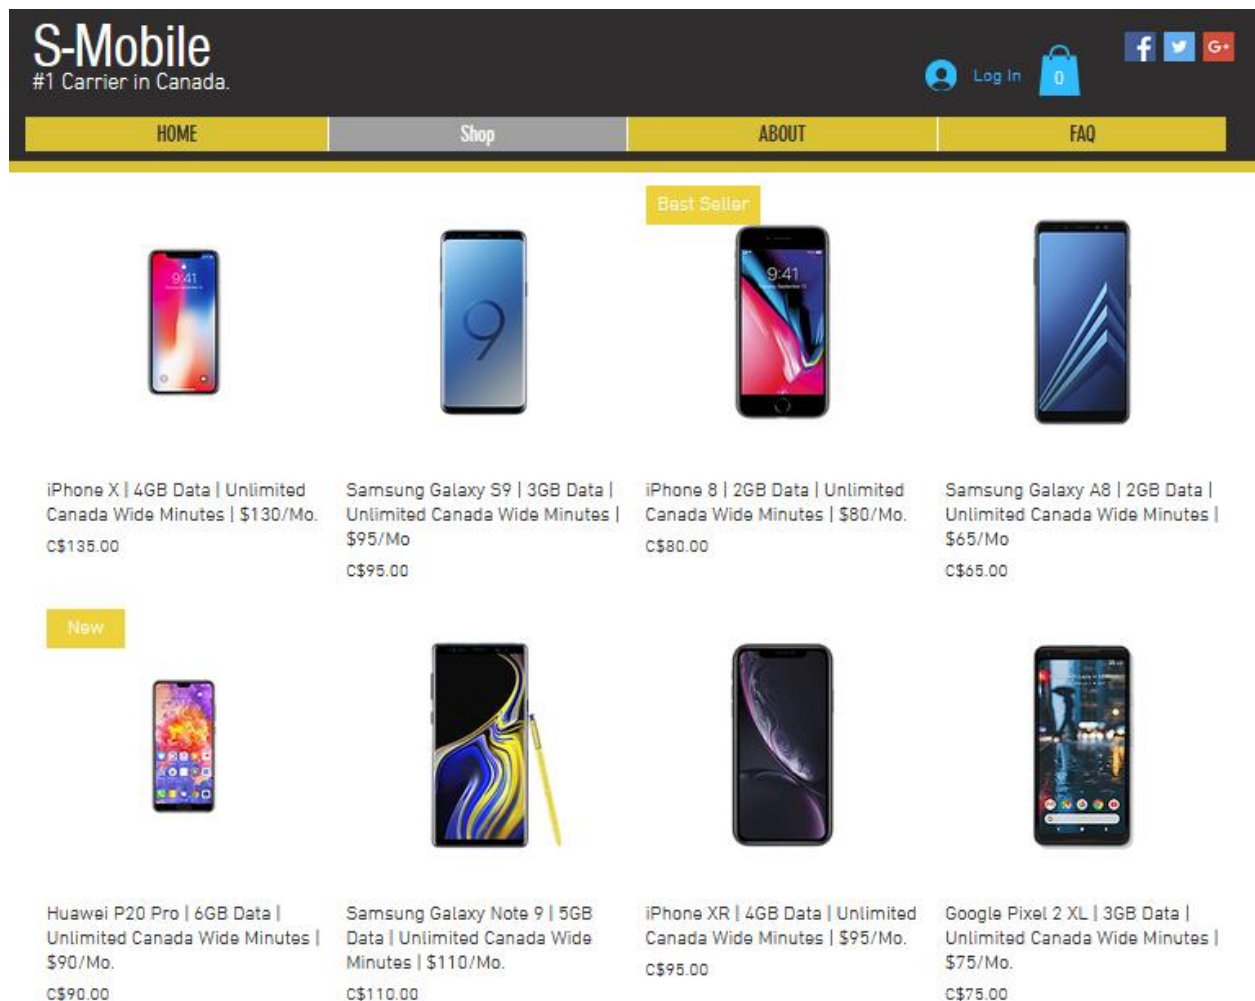 S-Mobile
#1 Carrier in Canada.
Log In
0
G+
HOME
Shop
ABOUT
FAQ
Best Seller
9:41
9
9:41
iPhone X | 4GB Data | Unlimited
Canada Wide Minutes | $130/Mo.
C$135.00
Samsung Galaxy S9 | 3GB Data |
Unlimited Canada Wide Minutes |
$95/Mo
C$95.00
iPhone 8 | 2GB Data | Unlimited
Canada Wide Minutes | $80/Mo.
C$80.00
Samsung Galaxy A8 | 2GB Data |
Unlimited Canada Wide Minutes |
$65/Mo
C$65.00
New
Huawei P20 Pro | 6GB Data |
Unlimited Canada Wide Minutes |
$90/Mo.
C$90.00
Samsung Galaxy Note 9 | 5GB
Data | Unlimited Canada Wide
Minutes | $110/Mo.
C$110.00
iPhone XR | 4GB Data | Unlimited
Canada Wide Minutes | $95/Mo.
C$95.00
Google Pixel 2 XL | 3GB Data |
Unlimited Canada Wide Minutes |
$75/Mo.
C$75.00